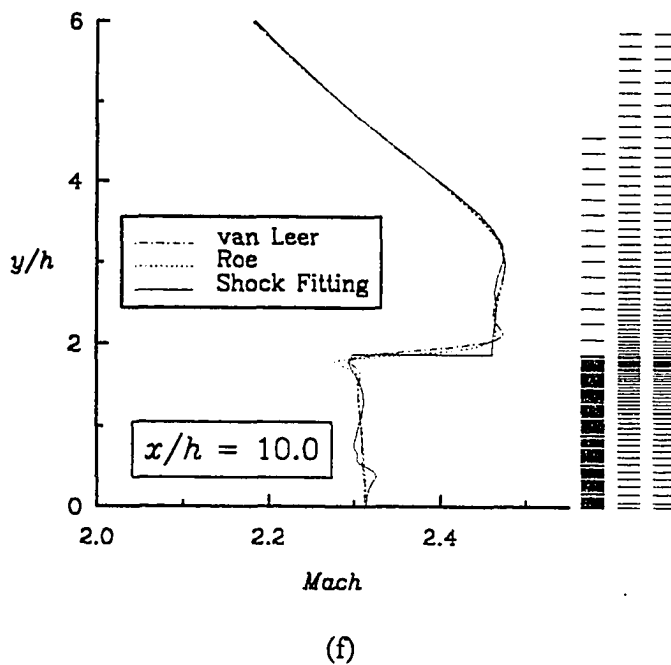 6
4
y/h
2
0
van Leer
Roe
Shock Fitting
x/h = 10.0
2.0
2.2
2.4
Mach
(f)